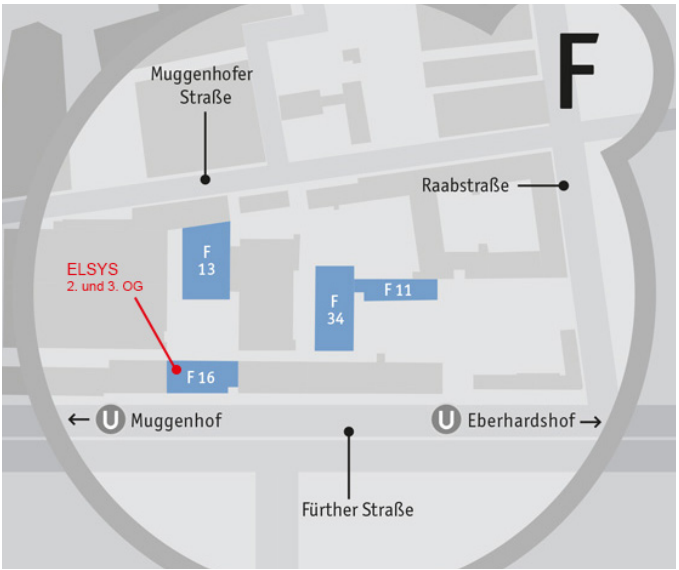 F
Muggenhofer
Straße
Raabstraße
F
13
ELSYS
2. und 3. OG
F 11
F
34
F 16
← U Muggenhof
U Eberhardshof →
Fürther Straße